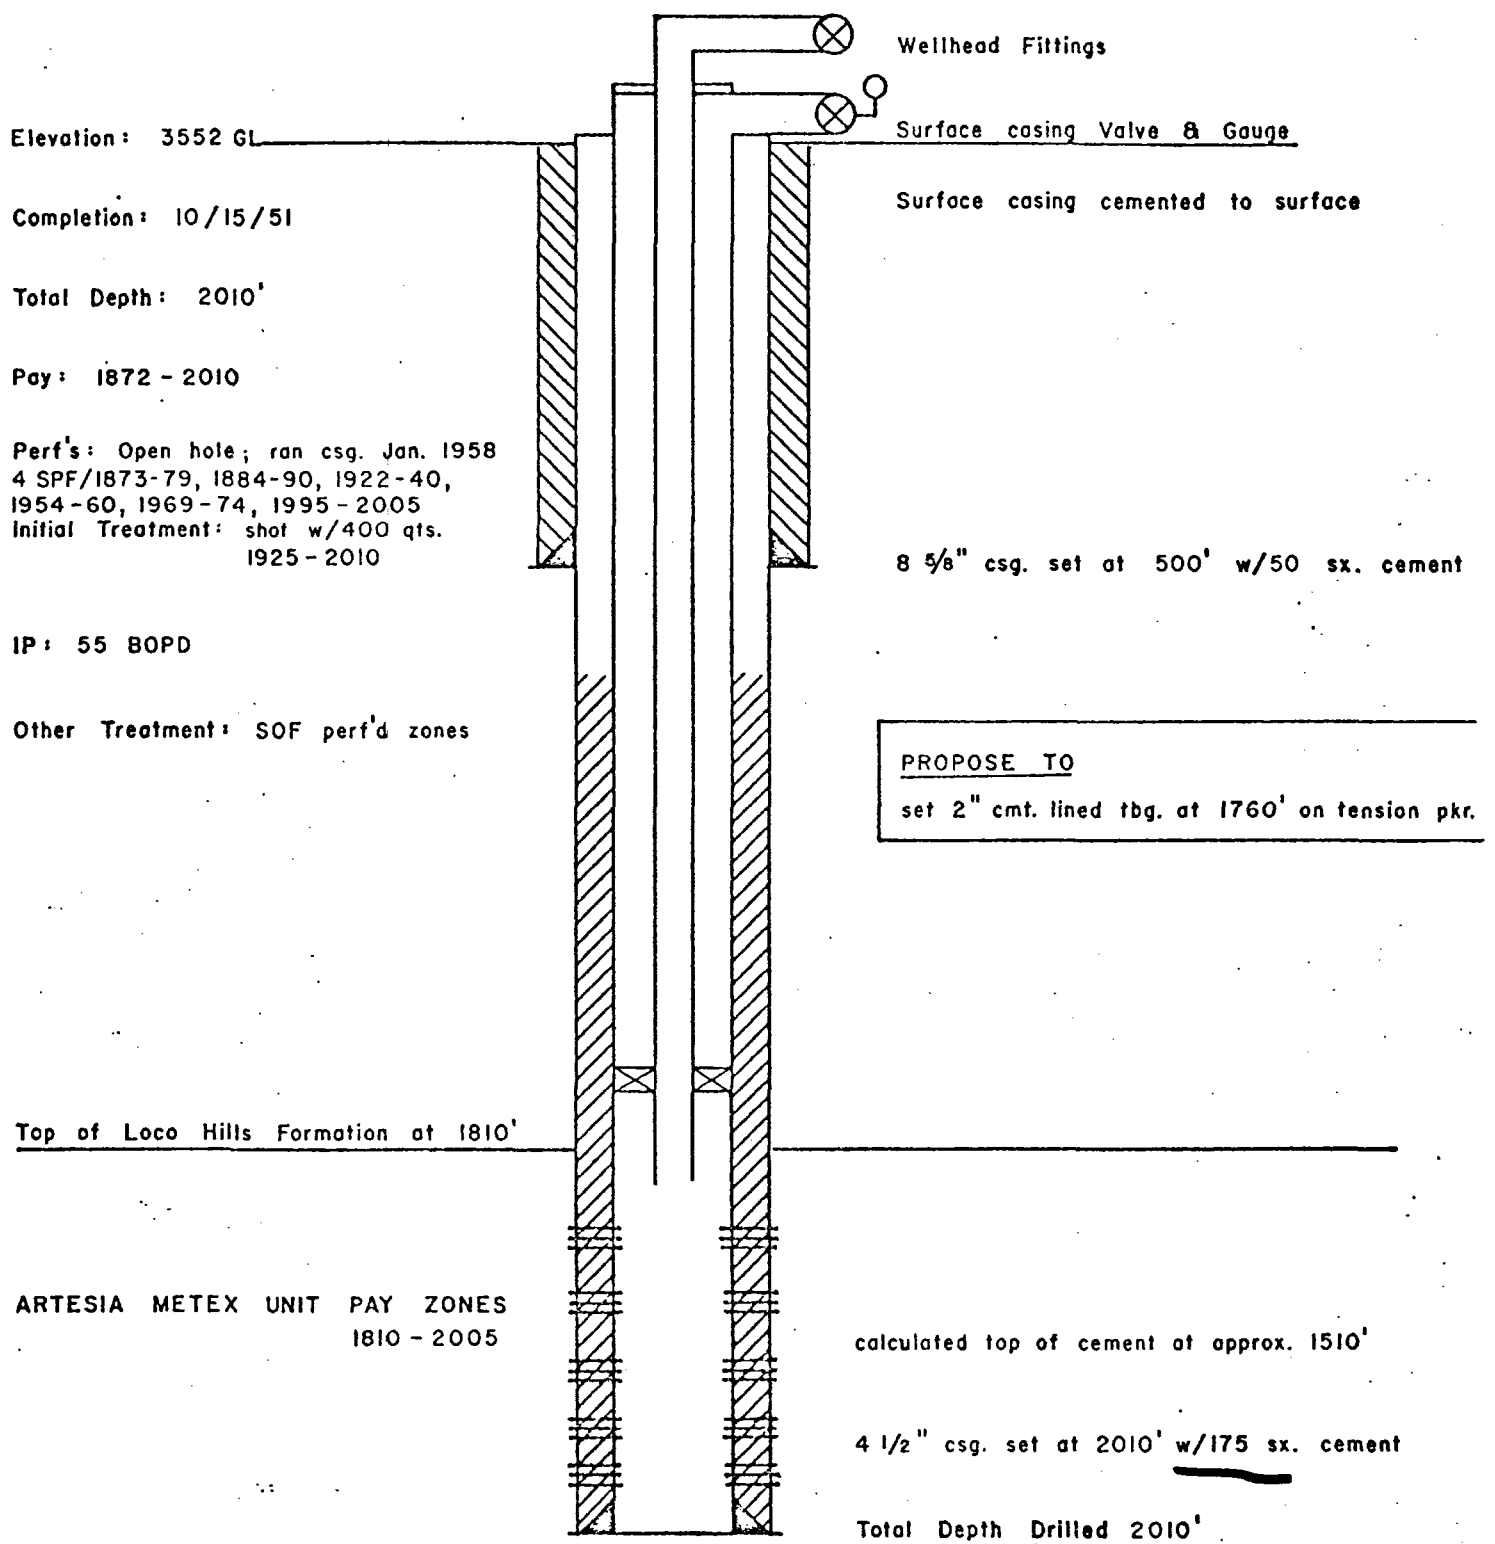 Wellhead Fittings
Elevation: 3552 GL
Surface casing Valve & Gauge
Surface casing cemented to surface
Completion: 10/15/51
Total Depth: 2010'
Pay: 1872 - 2010
Perf's: Open hole; ran csg. Jan. 1958
4 SPF/1873-79, 1884-90, 1922-40,
1954-60, 1969-74, 1995-2005
Initial Treatment: shot w/400 qts.
1925-2010
8 5/8" csg. set at 500' w/50 sx. cement
IP: 55 BOPD
Other Treatment: SOF perf'd zones
PROPOSE TO
set 2" cmt. lined tbg. at 1760' on tension pkr.
Top of Loco Hills Formation at 1810'
ARTESIA METEX UNIT PAY ZONES
1810 - 2005
calculated top of cement at approx. 1510'
4 1/2" csg. set at 2010' w/175 sx. cement
Total Depth Drilled 2010'